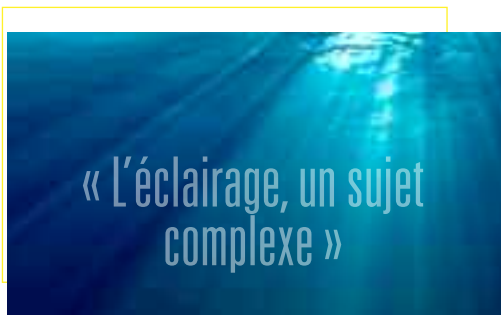 « L'éclairage, un sujet
complexe »